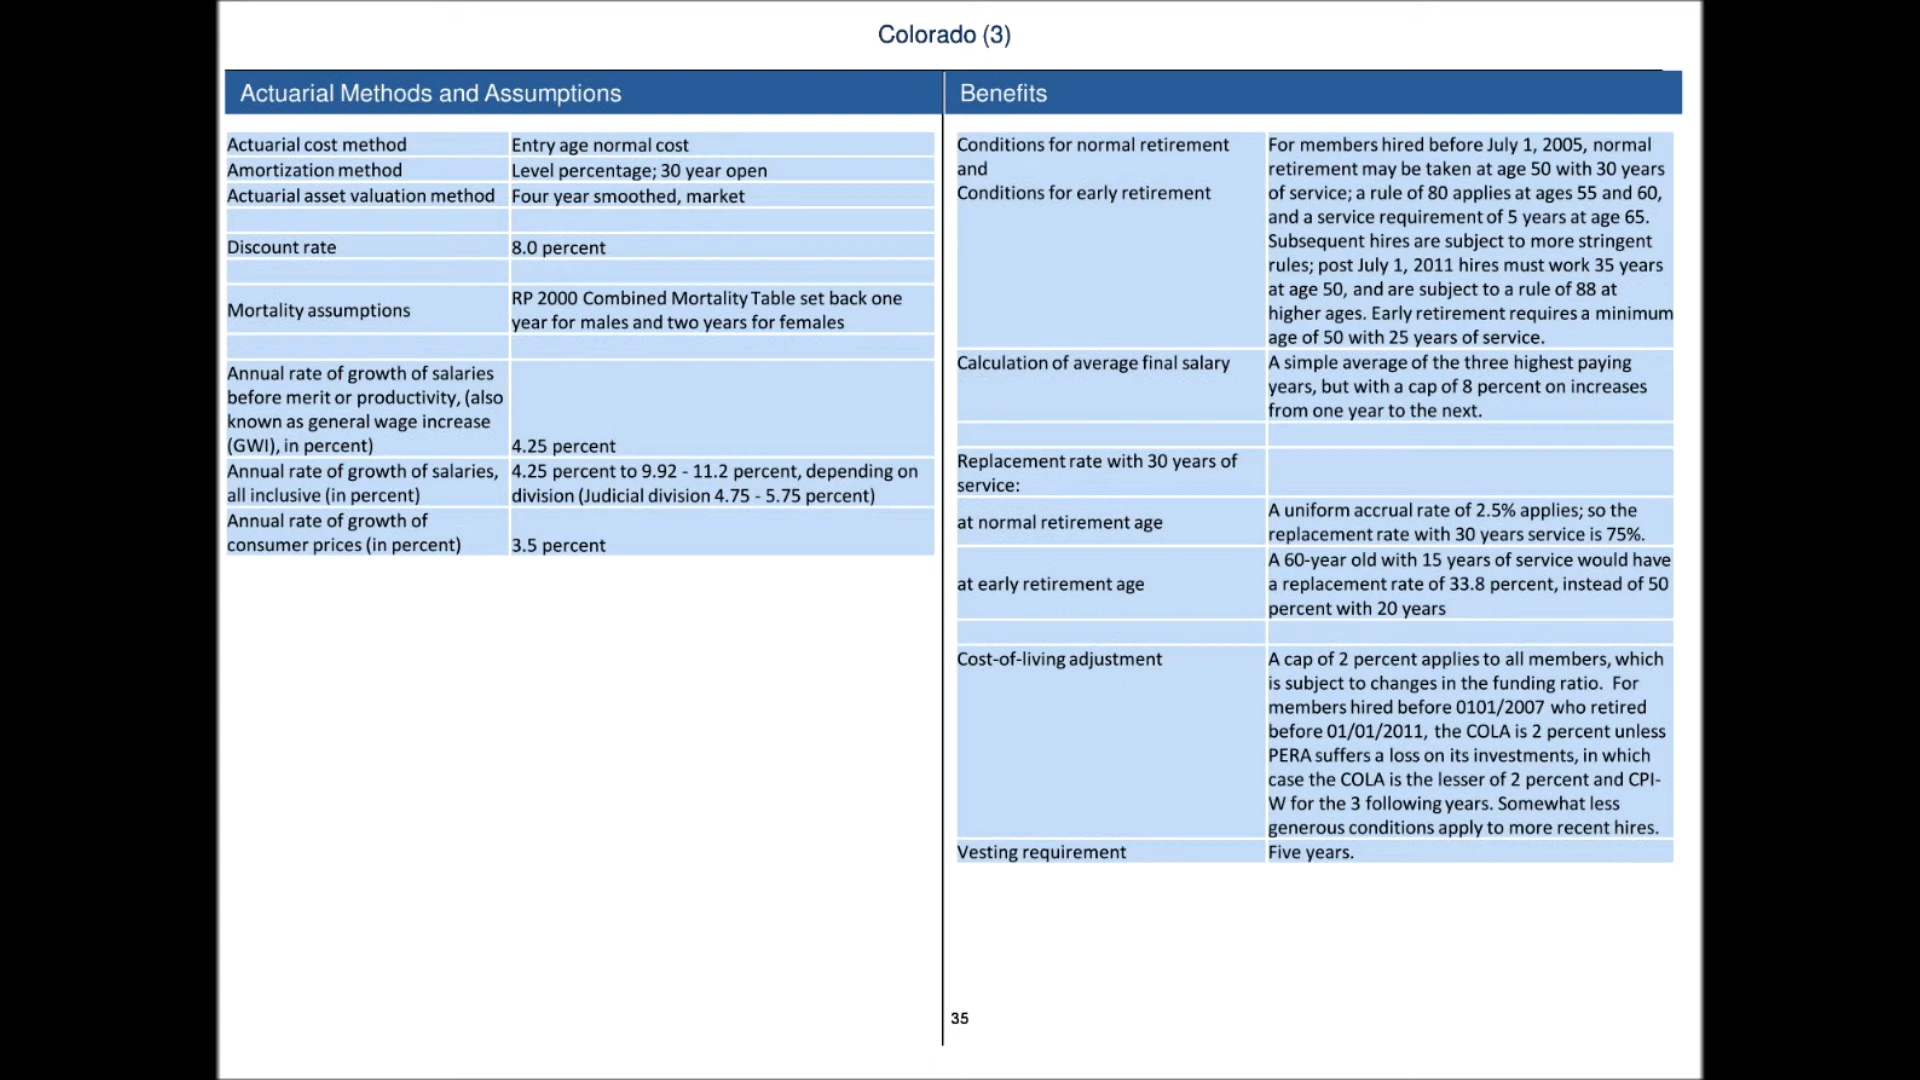 Colorado (3)
Actuarial Methods and Assumptions
Actuarial cost method
Entry age normal cost
Amortization method
Level percentage; 30 year open
Actuarial asset valuation method
Four year smoothed, market
Discount rate
8.0 percent
Mortality assumptions
RP 2000 Combined Mortality Table set back one
year for males and two years for females
Annual rate of growth of salaries
before merit or productivity, (also
known as general wage increase
(GWI), in percent)
4.25 percent
Annual rate of growth of salaries,
all inclusive (in percent)
4.25 percent to 9.92 - 11.2 percent, depending on
division (Judicial division 4.75 - 5.75 percent)
Annual rate of growth of
consumer prices (in percent)
3.5 percent
Benefits
Conditions for normal retirement
and
Conditions for early retirement
For members hired before July 1, 2005, normal
retirement may be taken at age 50 with 30 years
of service; a rule of 80 applies at ages 55 and 60,
and a service requirement of 5 years at age 65.
Subsequent hires are subject to more stringent
rules; post July 1, 2011 hires must work 35 years
at age 50, and are subject to a rule of 88 at
higher ages. Early retirement requires a minimum
age of 50 with 25 years of service.
Calculation of average final salary
A simple average of the three highest paying
years, but with a cap of 8 percent on increases
from one year to the next.
Replacement rate with 30 years of
service:
at normal retirement age
A uniform accrual rate of 2.5% applies; so the
replacement rate with 30 years service is 75%.
at early retirement age
A 60-year old with 15 years of service would have
a replacement rate of 33.8 percent, instead of 50
percent with 20 years
Cost-of-living adjustment
A cap of 2 percent applies to all members, which
is subject to changes in the funding ratio. For
members hired before 0101/2007 who retired
before 01/01/2011, the COLA is 2 percent unless
PERA suffers a loss on its investments, in which
case the COLA is the lesser of 2 percent and CPI-
W for the 3 following years. Somewhat less
generous conditions apply to more recent hires.
Vesting requirement
Five years.
35